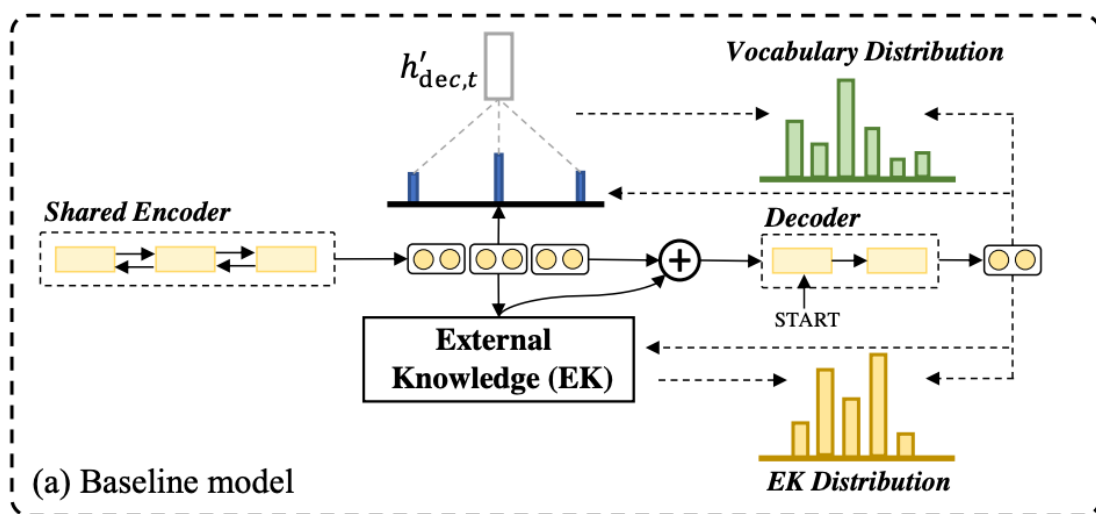 Vocabulary Distribution
h'dec,t
Shared Encoder
Decoder
START
External
Knowledge (EK)
EK Distribution
(a) Baseline model